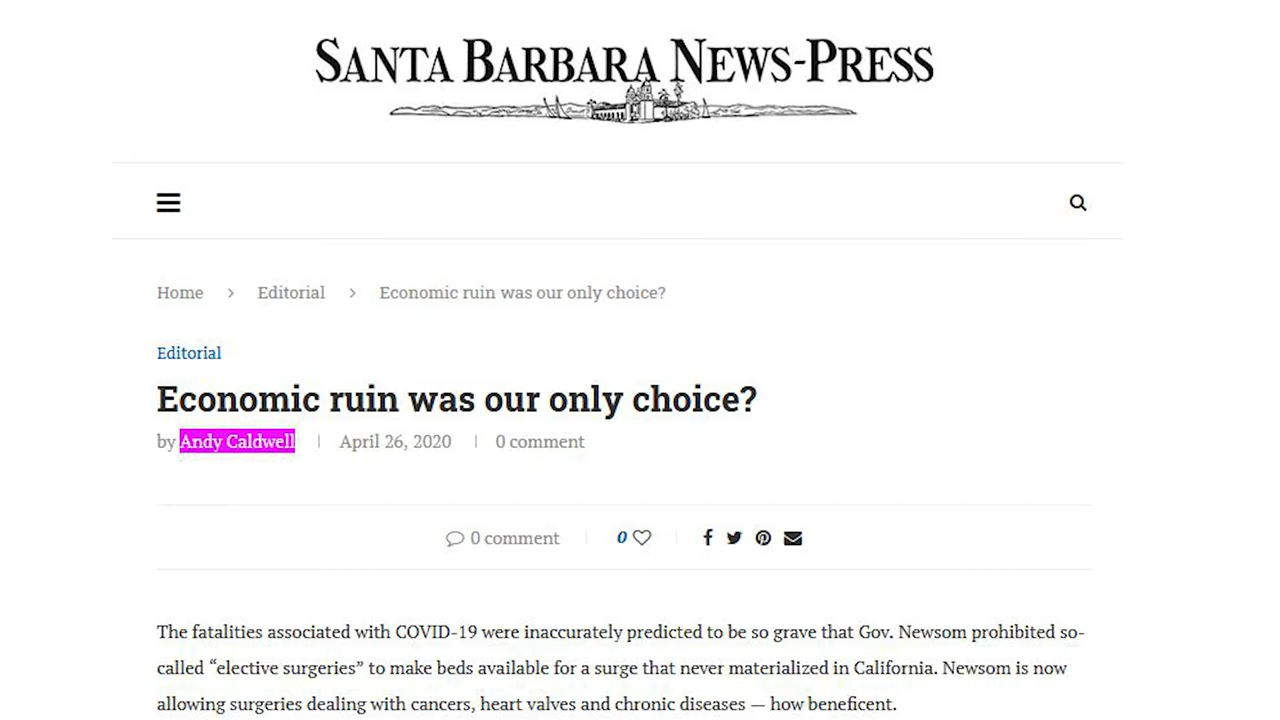 SANTA BARBARA NEWS-PRESS
Home > Editorial > Economic ruin was our only choice?
Editorial
Economic ruin was our only choice?
by Andy Caldwell | April 26, 2020 | 0 comment
0 comment 0
The fatalities associated with COVID-19 were inaccurately predicted to be so grave that Gov. Newsom prohibited so-
called “elective surgeries” to make beds available for a surge that never materialized in California. Newsom is now
allowing surgeries dealing with cancers, heart valves and chronic diseases — how beneficent.